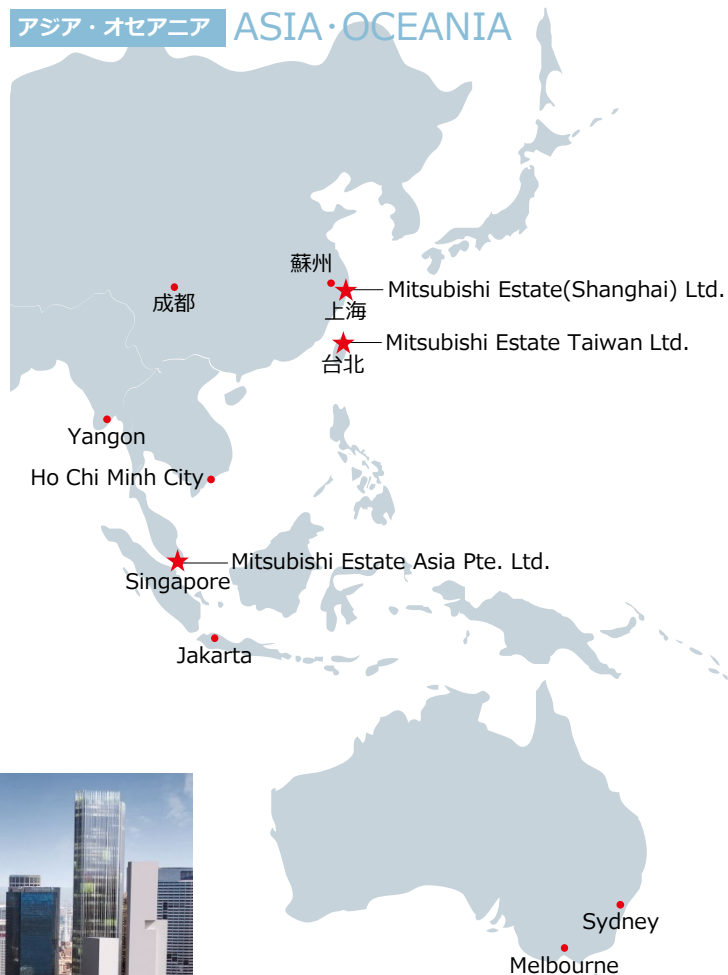 アジア・オセアニア ASIA・OCEANIA
蘇州
成都
Mitsubishi Estate(Shanghai) Ltd.
上海
Mitsubishi Estate Taiwan Ltd.
台北
Yangon
Ho Chi Minh City
Mitsubishi Estate Asia Pte. Ltd.
Singapore
Jakarta
Sydney
Melbourne